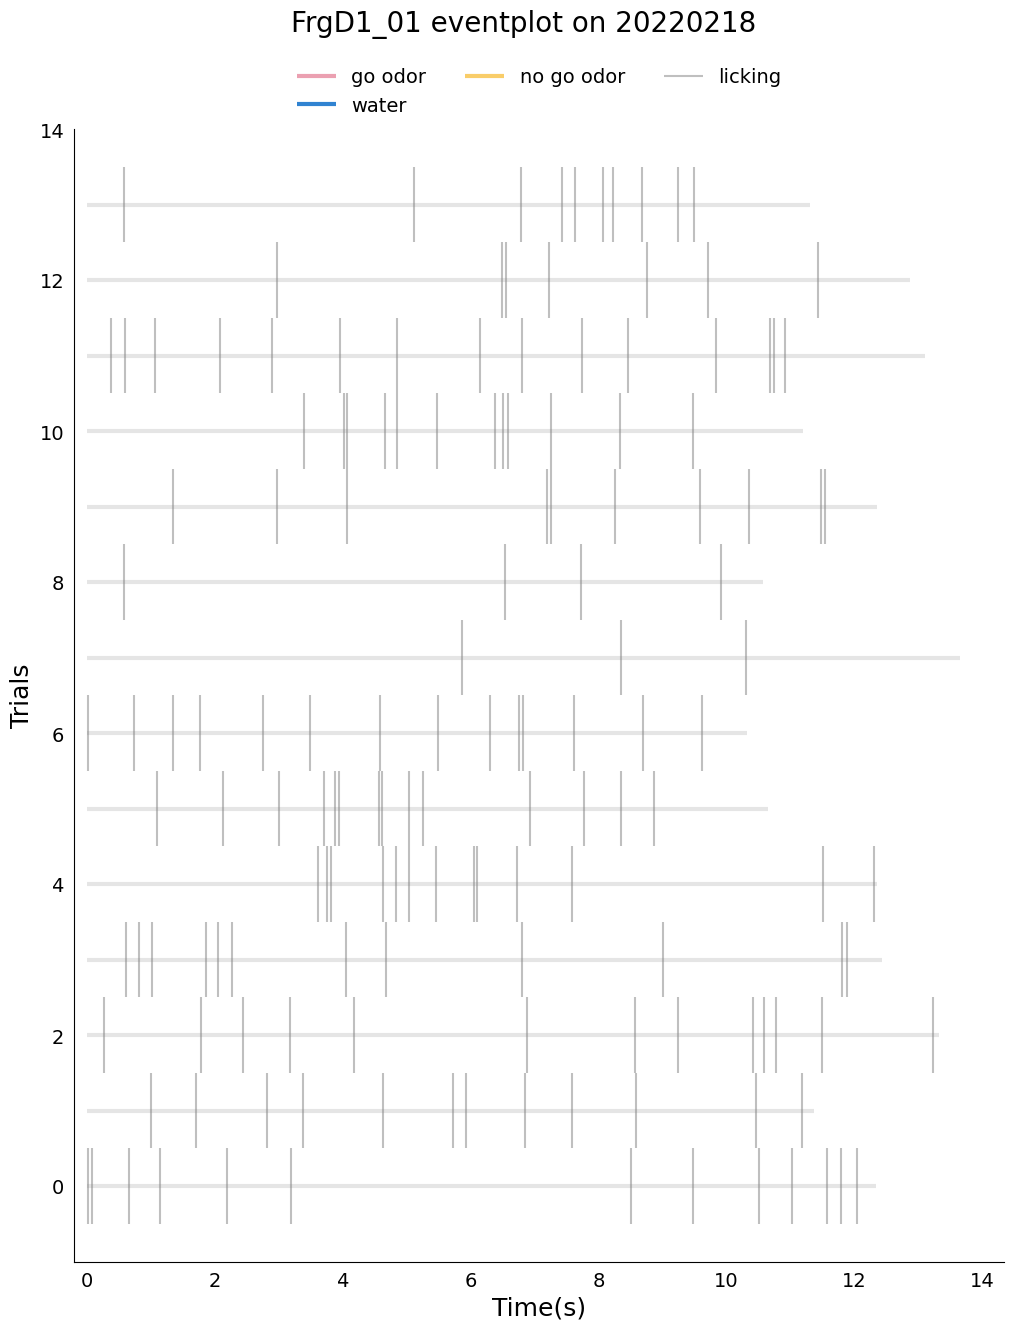 FrgD1_01 eventplot on 20220218
go odor
no go odor
licking
water
14
12
10
8
6
4
2
0
Trials
0 2 4 6 8 10 12 14
Time(s)